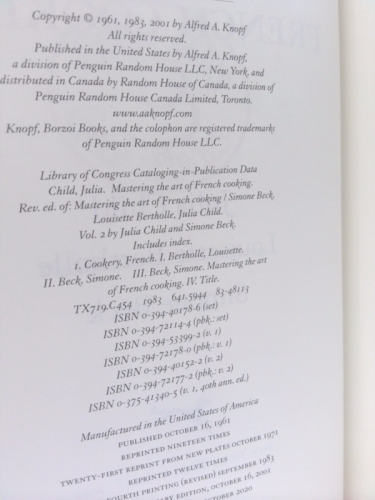 Copyright © 1961, 1983, 2001 by Alfred A. Knopf
All rights reserved.
Published in the United States by Alfred A. Knopf,
a division of Penguin Random House LLC, New York, and
distributed in Canada by Random House of Canada, a division of
Penguin Random House Canada Limited, Toronto.
www.aaknopf.com
Knopf, Borzoi Books, and the colophon are registered trademarks
of Penguin Random House LLC.
Library of Congress Cataloging-in-Publication Data
Child, Julia. Mastering the art of French cooking.
Rev. ed. of: Mastering the art of French cooking / Simone Beck,
Louisette Bertholle, Julia Child.
Vol. 2 by Julia Child and Simone Beck.
Includes index.
1. Cookery, French. I. Bertholle, Louisette.
II. Beck, Simone. III. Beck, Simone. Mastering the art
of French cooking. IV. Title.
TX719.C454 1983 641.5944 83-48113
ISBN 0-394-40178-6 (set)
ISBN 0-394-72114-4 (pbk.: set)
ISBN 0-394-53399-2 (v. 1)
ISBN 0-394-72178-0 (pbk.: v. 1)
ISBN 0-394-40152-2 (v. 2)
ISBN 0-394-72177-2 (pbk.: v. 2)
ISBN 0-375-41340-5 (v. 1, 40th ann. ed.)
Manufactured in the United States of America
PUBLISHED OCTOBER 16, 1961
REPRINTED NINETEEN TIMES
TWENTY-FIRST REPRINT FROM NEW PLATES OCTOBER 1971
REPRINTED TWELVE TIMES
FOURTH PRINTING (REVISED) SEPTEMBER 1983
EDITION, OCTOBER 16, 2001
OCTOBER 2020